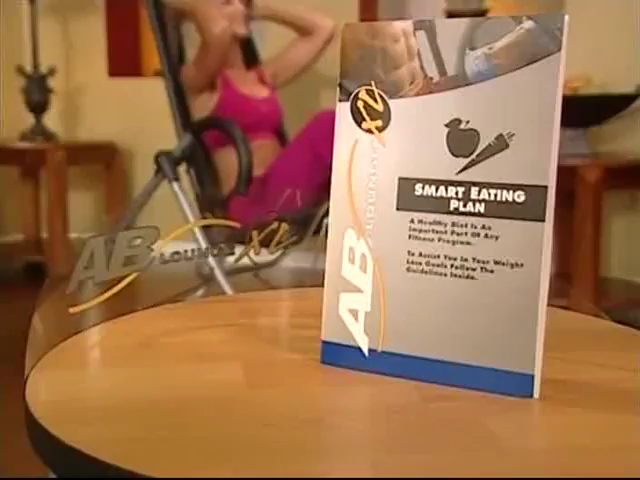 SMART EATING
PLAN
A Healthy Diet Is An
Important Part Of Any
Fitness Program.
To Assist You In Your Weight
Loss Goals Follow The
Guidelines Inside.
AB LOUNGE XL
AB LOUNGE XL